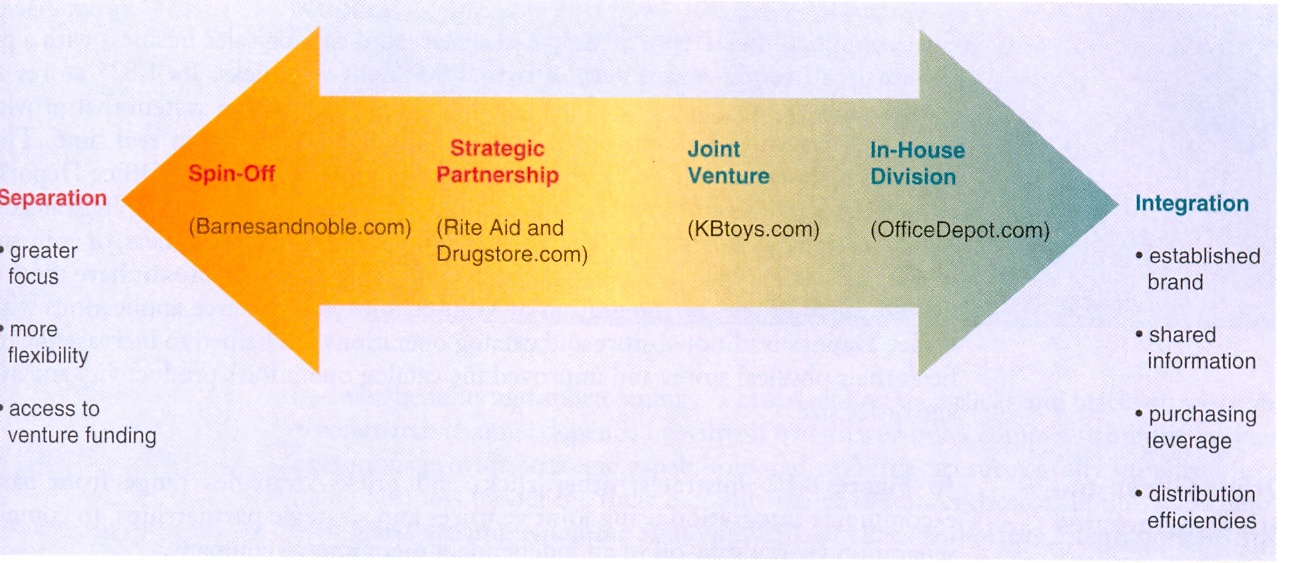 Separation
• greater
focus
• more
flexibility
• access to
venture funding
Spin-Off
(Barnesandnoble.com)
Strategic
Partnership
(Rite Aid and
Drugstore.com)
Joint
Venture
(KBtoys.com)
In-House
Division
(OfficeDepot.com)
Integration
• established
brand
• shared
information
• purchasing
leverage
• distribution
efficiencies